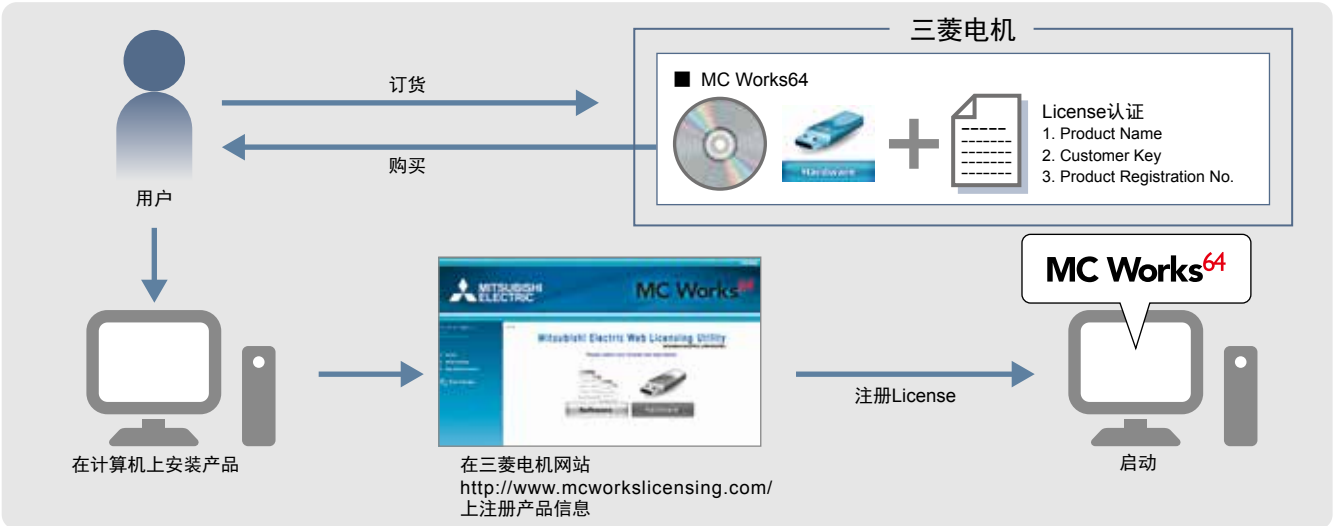 三菱电机
■ MC Works64
订货
License认证
1. Product Name
2. Customer Key
3. Product Registration No.
Hardware
购买
用户
MITSUBISHI
ELECTRIC
MC Works64
Mitsubishi Electric Web Licensing Utility
Software
Hardware
MC Works64
注册License
在计算机上安装产品
在三菱电机网站
http://www.mcworkslicensing.com/
上注册产品信息
启动